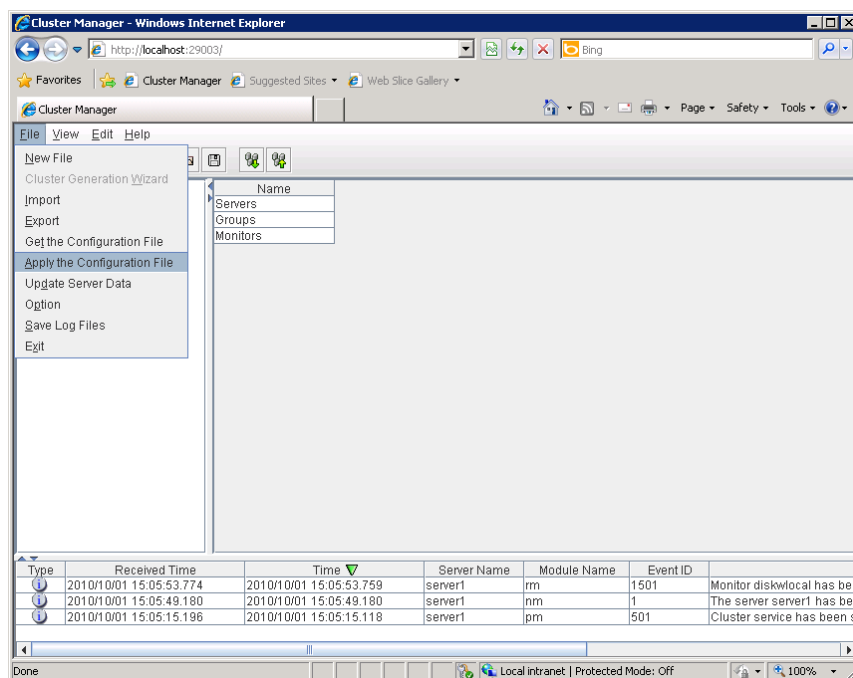 Cluster Manager - Windows Internet Explorer
http://localhost:29003/
Bing
Favorites Cluster Manager Suggested Sites Web Slice Gallery
Cluster Manager Page Safety Tools
File View Edit Help
New File
Cluster Generation Wizard
Import
Export
Get the Configuration File
Apply the Configuration File
Update Server Data
Option
Save Log Files
Exit
Name
Servers
Groups
Monitors
Type Received Time Time Server Name Module Name Event ID
2010/10/01 15:05:53.774 2010/10/01 15:05:53.759 server1 rm 1501 Monitor diskwlocal has be
2010/10/01 15:05:49.180 2010/10/01 15:05:49.180 server1 nm 1 The server server1 has be
2010/10/01 15:05:15.196 2010/10/01 15:05:15.118 server1 pm 501 Cluster service has been s
Done Local intranet | Protected Mode: Off 100%